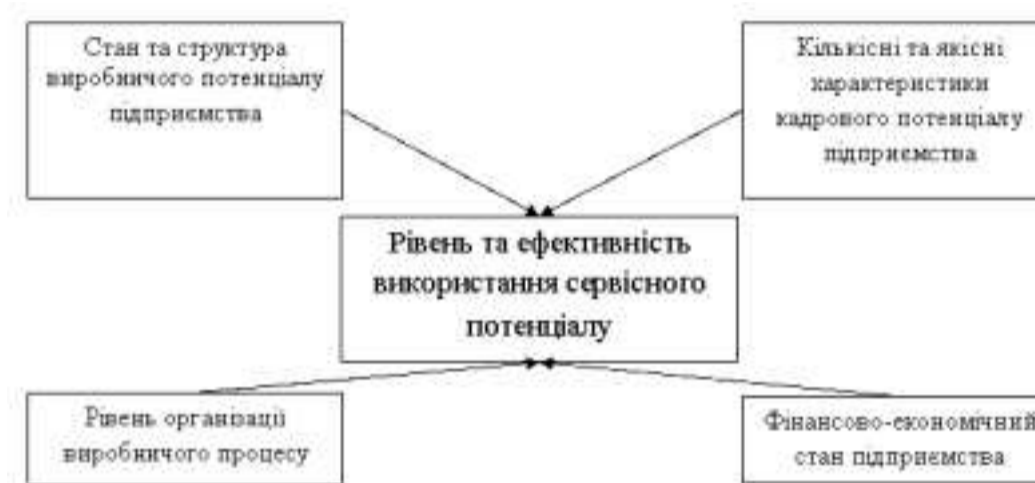 Стан та структура
виробничого потенціалу
підприємства
Кількісні та якісні
характеристики
кадрового потенціалу
підприємства
Рівень та ефективність
використання сервісного
потенціалу
Рівень організації
виробничого процесу
Фінансово-економічний
стан підприємства